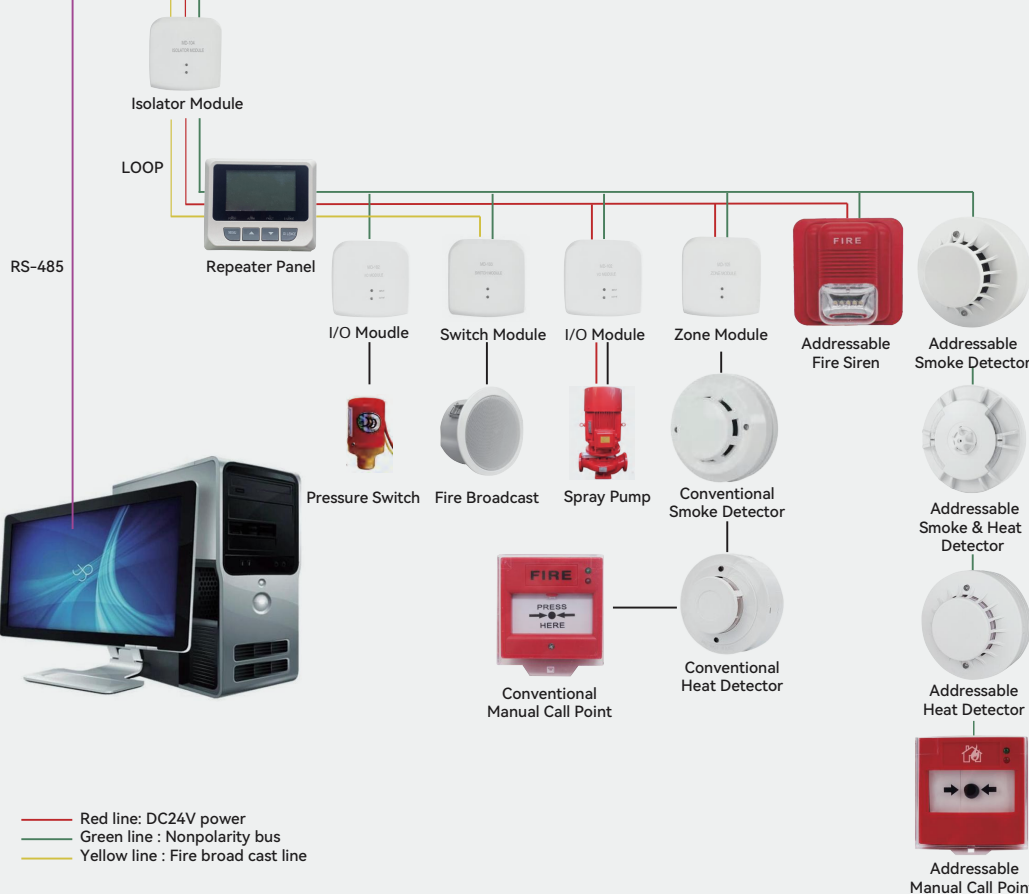 Isolator Module
LOOP
RS-485
Repeater Panel
I/O Moudle
Switch Module
I/O Module
Zone Module
FIRE
Addressable
Fire Siren
Addressable
Smoke Detector
Pressure Switch
Fire Broadcast
Spray Pump
Conventional
Smoke Detector
Addressable
Smoke & Heat
Detector
FIRE
PRESS
HERE
Conventional
Manual Call Point
Conventional
Heat Detector
Addressable
Heat Detector
Addressable
Manual Call Poin
Red line: DC24V power
Green line : Nonpolarity bus
Yellow line : Fire broad cast line